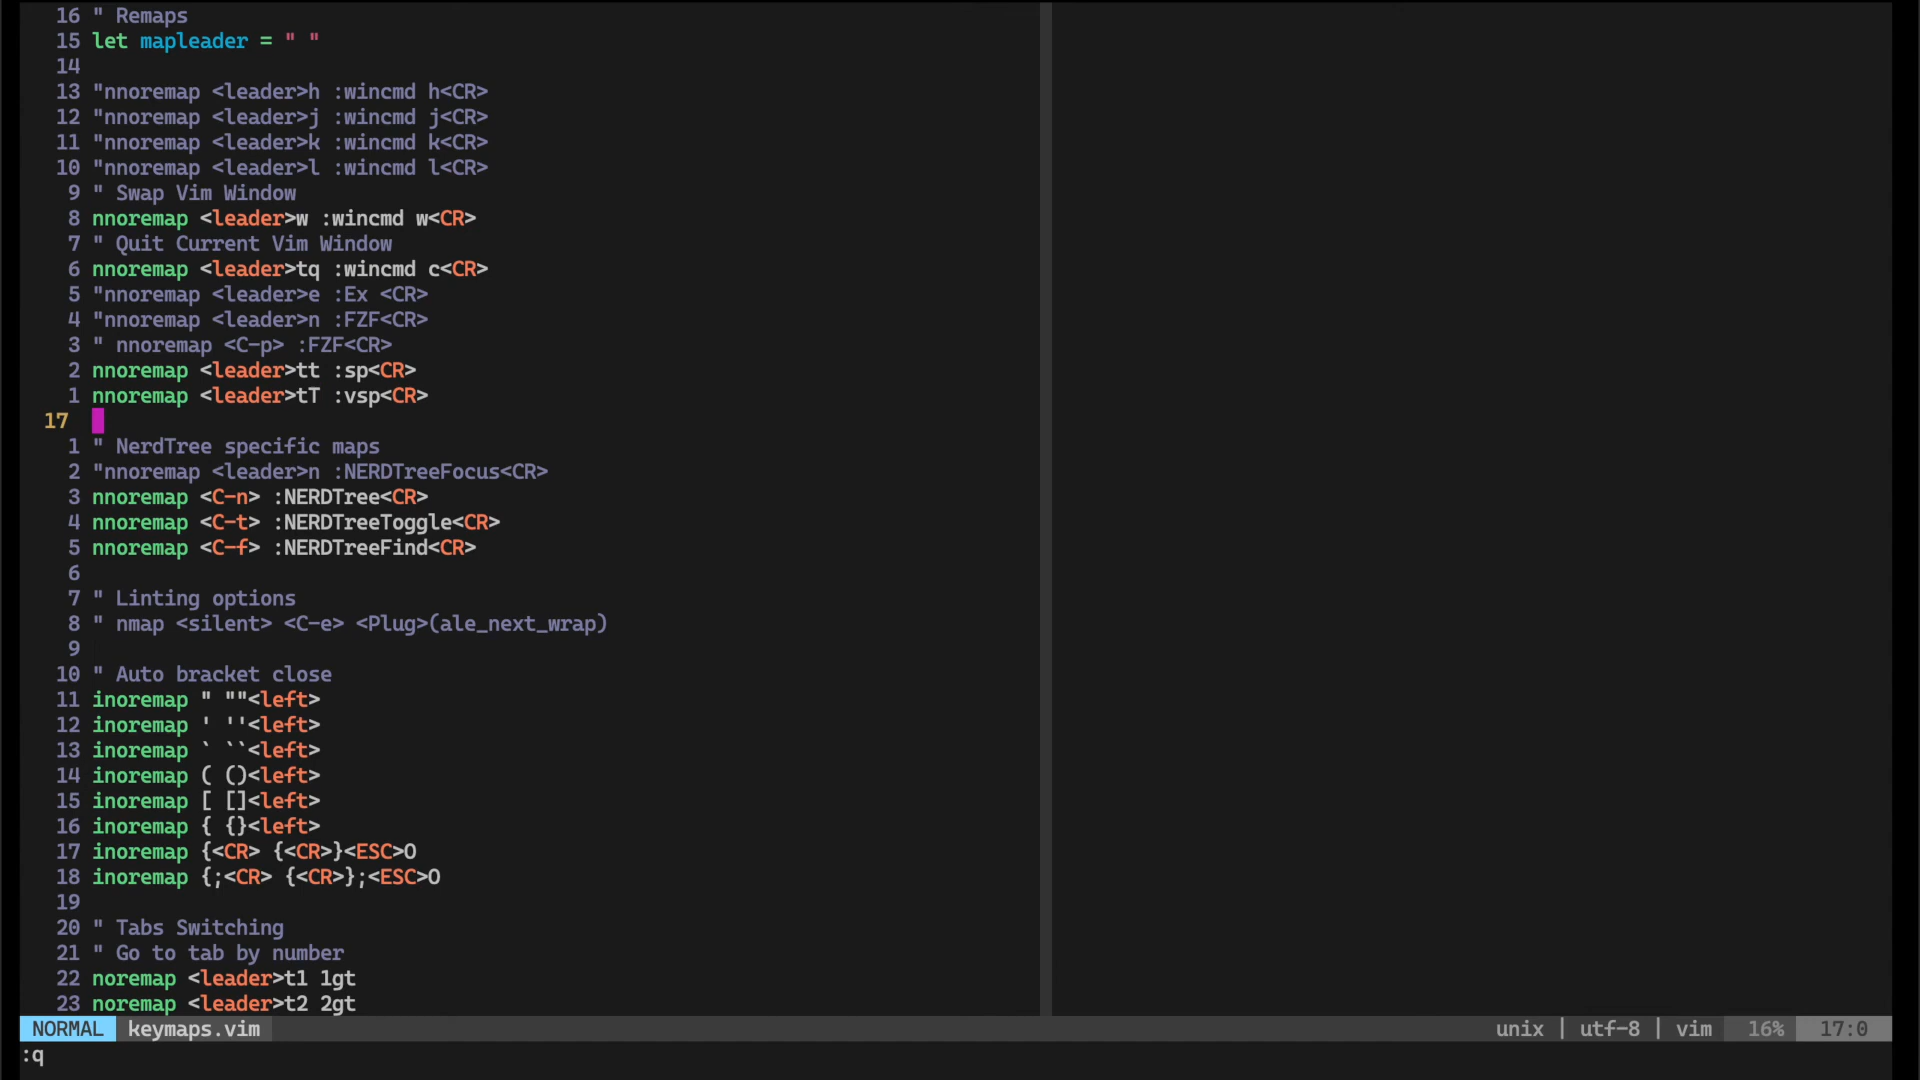 16 " Remaps
15 let mapleader = " "
14
13 "nnoremap <leader>h :wincmd h<CR>
12 "nnoremap <leader>j :wincmd j<CR>
11 "nnoremap <leader>k :wincmd k<CR>
10 "nnoremap <leader>l :wincmd l<CR>
9 " Swap Vim Window
8 nnoremap <leader>w :wincmd w<CR>
7 " Quit Current Vim Window
6 nnoremap <leader>tq :wincmd c<CR>
5 "nnoremap <leader>e :Ex <CR>
4 "nnoremap <leader>n :FZF<CR>
3 " nnoremap <C-p> :FZF<CR>
2 nnoremap <leader>tt :sp<CR>
1 nnoremap <leader>tT :vsp<CR>
17
1 " NerdTree specific maps
2 "nnoremap <leader>n :NERDTreeFocus<CR>
3 nnoremap <C-n> :NERDTree<CR>
4 nnoremap <C-t> :NERDTreeToggle<CR>
5 nnoremap <C-f> :NERDTreeFind<CR>
6
7 " Linting options
8 " nmap <silent> <C-e> <Plug>(ale_next_wrap)
9
10 " Auto bracket close
11 inoremap " ""<left>
12 inoremap ' ''<left>
13 inoremap ` ``<left>
14 inoremap ( ()<left>
15 inoremap [ []<left>
16 inoremap { {}<left>
17 inoremap {<CR> {<CR>}<ESC>O
18 inoremap {;<CR> {<CR>};<ESC>O
19
20 " Tabs Switching
21 " Go to tab by number
22 noremap <leader>t1 1gt
23 noremap <leader>t2 2gt
NORMAL keymaps.vim unix | utf-8 | vim 16% 17:0
:q